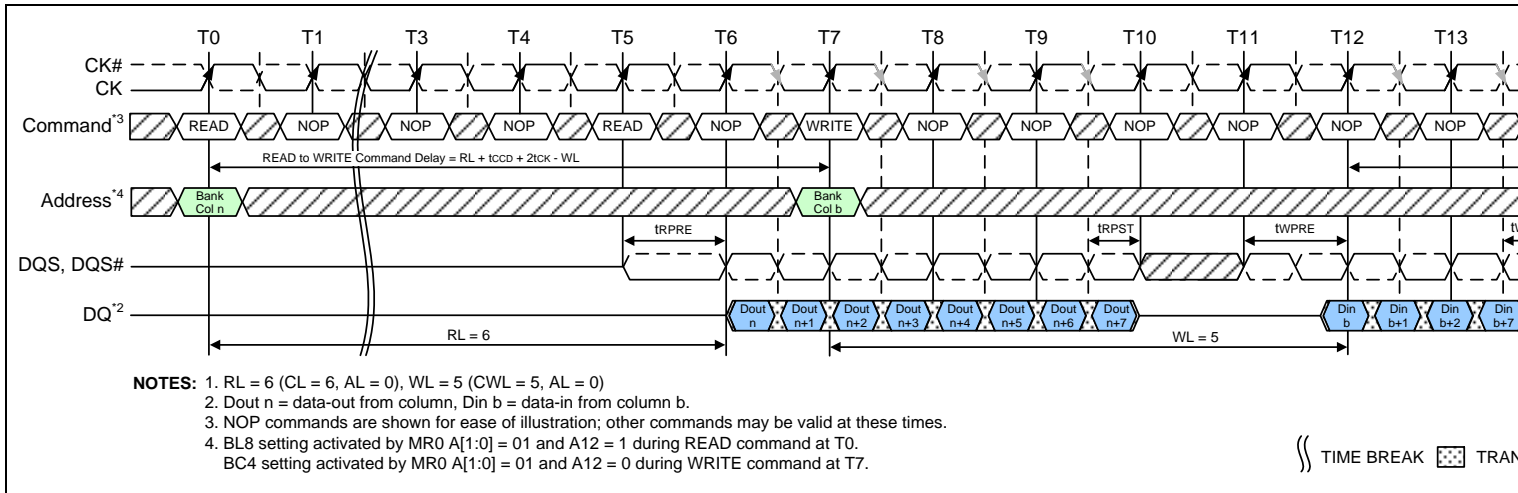 T0 T1 T3 T4 T5 T6 T7 T8 T9 T10 T11 T12 T13
CK#
CK
Command*3 READ NOP NOP NOP READ NOP WRITE NOP NOP NOP NOP NOP NOP
READ to WRITE Command Delay = RL + tCCD + 2tCK - WL
Address*4 Bank Col n Bank Col b
tRPRE tRPST tWPRE
DQS, DQS#
DQ*2 Dout n Dout n+1 Dout n+2 Dout n+3 Dout n+4 Dout n+5 Dout n+6 Dout n+7 Din b Din b+1 Din b+2 Din b+7
RL = 6 WL = 5
NOTES: 1. RL = 6 (CL = 6, AL = 0), WL = 5 (CWL = 5, AL = 0)
2. Dout n = data-out from column, Din b = data-in from column b.
3. NOP commands are shown for ease of illustration; other commands may be valid at these times.
4. BL8 setting activated by MR0 A[1:0] = 01 and A12 = 1 during READ command at T0.
BC4 setting activated by MR0 A[1:0] = 01 and A12 = 0 during WRITE command at T7.
TIME BREAK TRAN